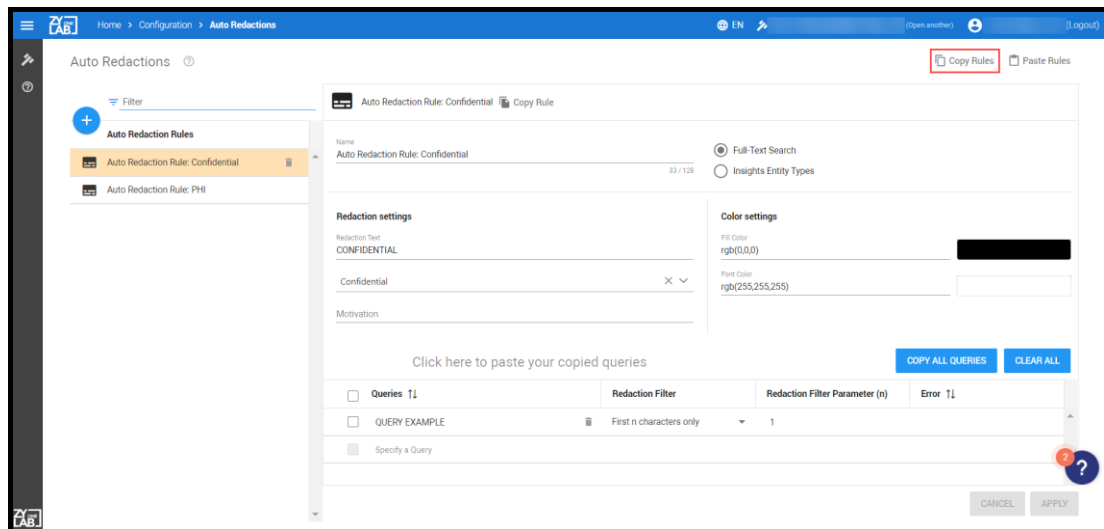 ZYLAB ONE
Home > Configuration > Auto Redactions
EN
(Open another)
(Logout)
Auto Redactions
Copy Rules
Paste Rules
Filter
Auto Redaction Rules
Auto Redaction Rule: Confidential
Auto Redaction Rule: PHI
Auto Redaction Rule: Confidential Copy Rule
Name
Auto Redaction Rule: Confidential
33 / 128
Full-Text Search
Insights Entity Types
Redaction settings
Redaction Text
CONFIDENTIAL
Confidential
Motivation
Color settings
Fill Color
rgb(0,0,0)
Font Color
rgb(255,255,255)
Click here to paste your copied queries
COPY ALL QUERIES
CLEAR ALL
Queries Redaction Filter Redaction Filter Parameter (n) Error
QUERY EXAMPLE First n characters only 1
Specify a Query
2
?
CANCEL APPLY
ZYLAB ONE